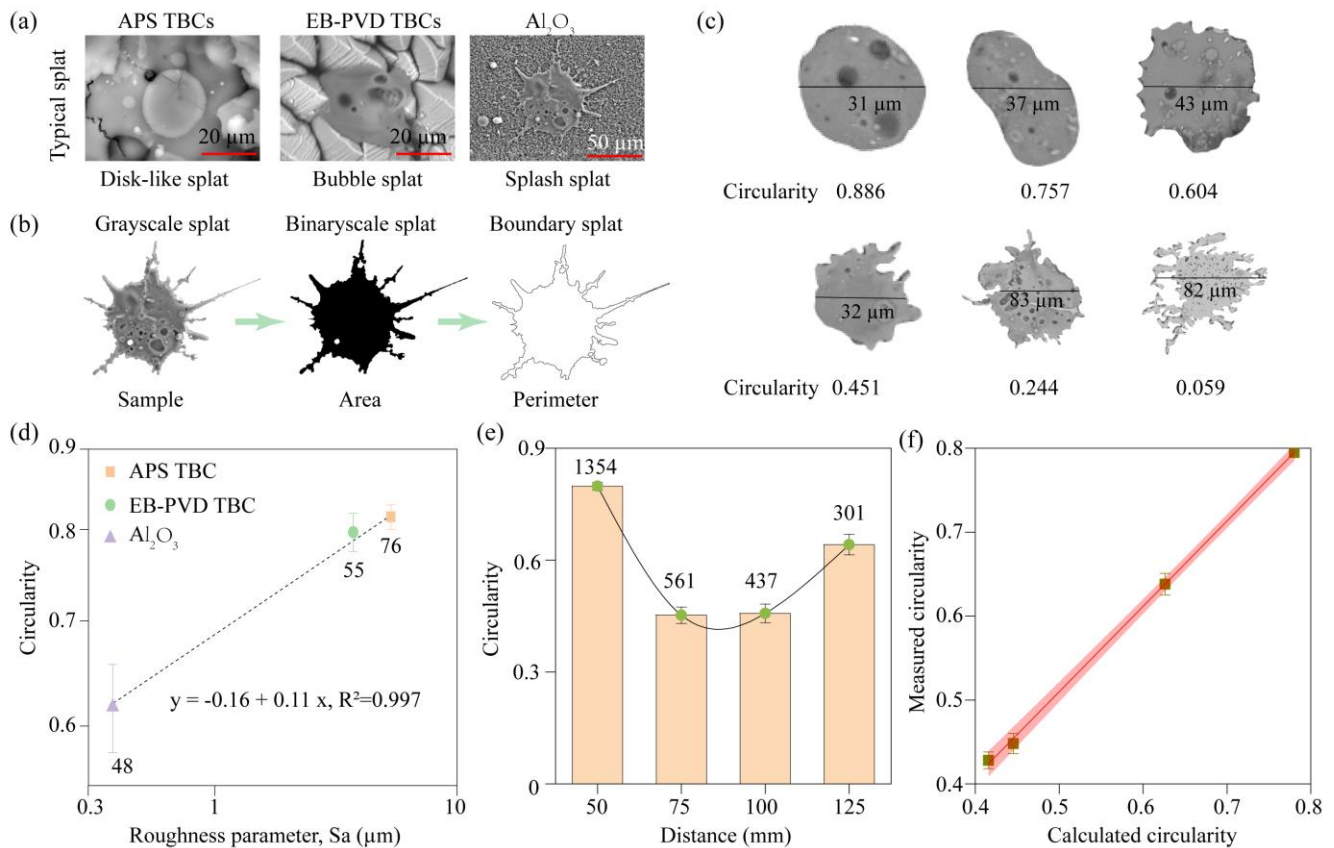 (a)
APS TBCs EB-PVD TBCs Al₂O₃
Typical splat
20 µm 20 µm 50 µm
Disk-like splat Bubble splat Splash splat
(b)
Grayscale splat Binaryscale splat Boundary splat
Sample Area Perimeter
(c)
31 µm 37 µm 43 µm
Circularity 0.886 0.757 0.604
32 µm 83 µm 82 µm
Circularity 0.451 0.244 0.059
(d)
0.9
0.8
0.7
0.6
Circularity
APS TBC
EB-PVD TBC
Al₂O₃
76
55
48
y = -0.16 + 0.11 x, R²=0.997
0.3 1 10
Roughness parameter, Sa (µm)
(e)
0.9
0.6
0.3
0
Circularity
1354 561 437 301
50 75 100 125
Distance (mm)
(f)
0.8
0.7
0.6
0.5
0.4
Measured circularity
0.4 0.5 0.6 0.7 0.8
Calculated circularity